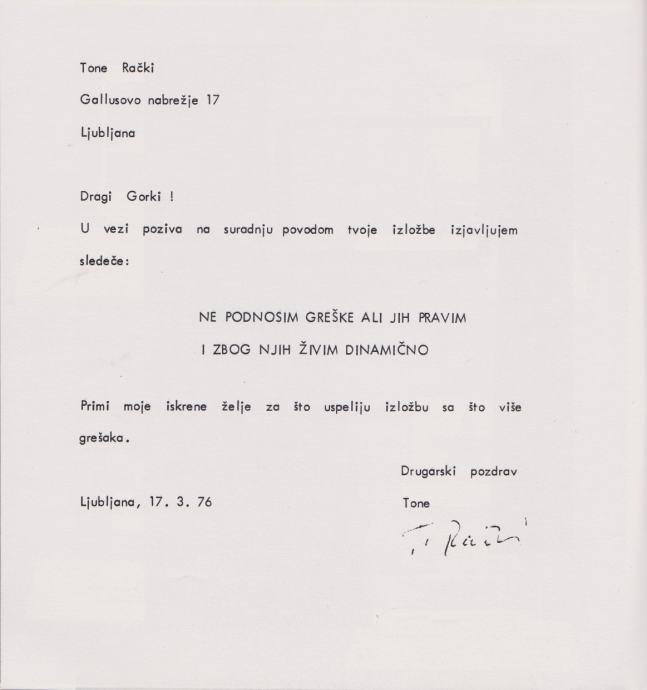 Tone Rački
Gallusovo nabrežje 17
Ljubljana
Dragi Gorki !
U vezi poziva na suradnju povodom tvoje izložbe izjavljujem
sledeče:
NE PODNOSIM GREŠKE ALI JIH PRAVIM
I ZBOG NJIH ŽIVIM DINAMIČNO
Primi moje iskrene želje za što uspeliju izložbu sa što više
grešaka.
Drugarski pozdrav
Ljubljana, 17. 3. 76
Tone
T. Rački